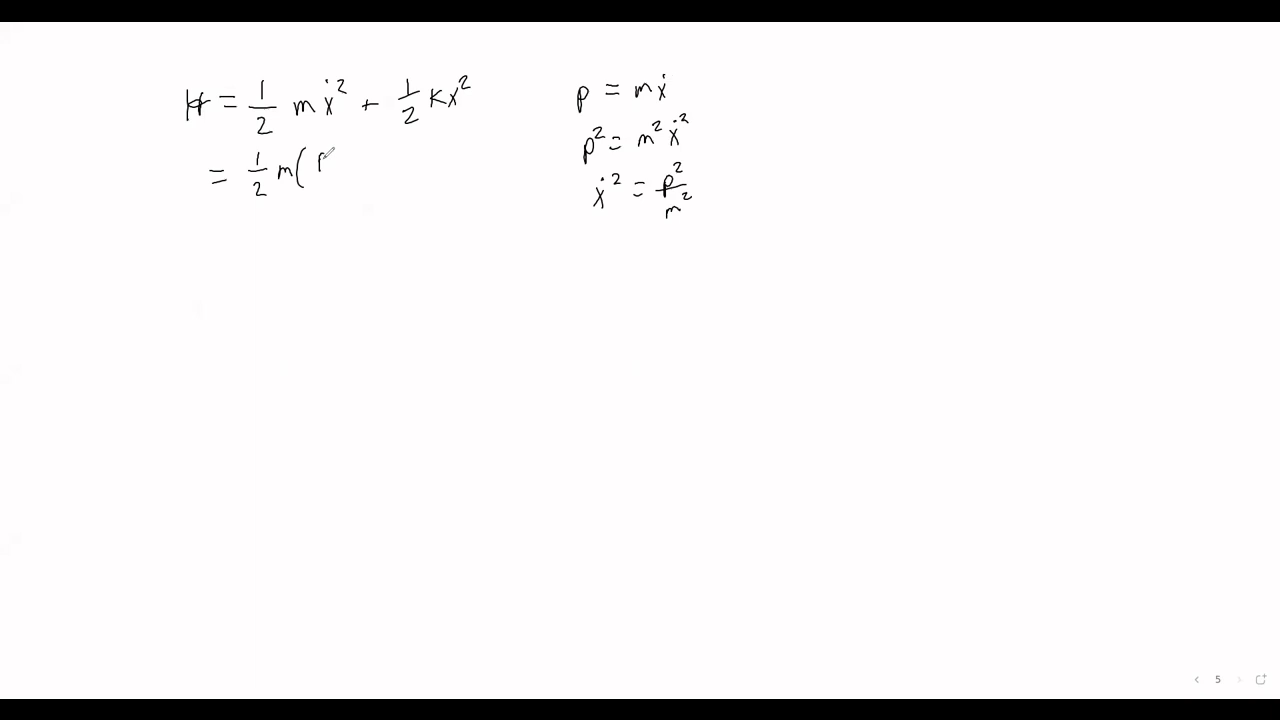 H = 1/2 mẋ² + 1/2 kx²
= 1/2 m( p
p = mẋ
p² = m²ẋ²
ẋ² = p²/m²
5